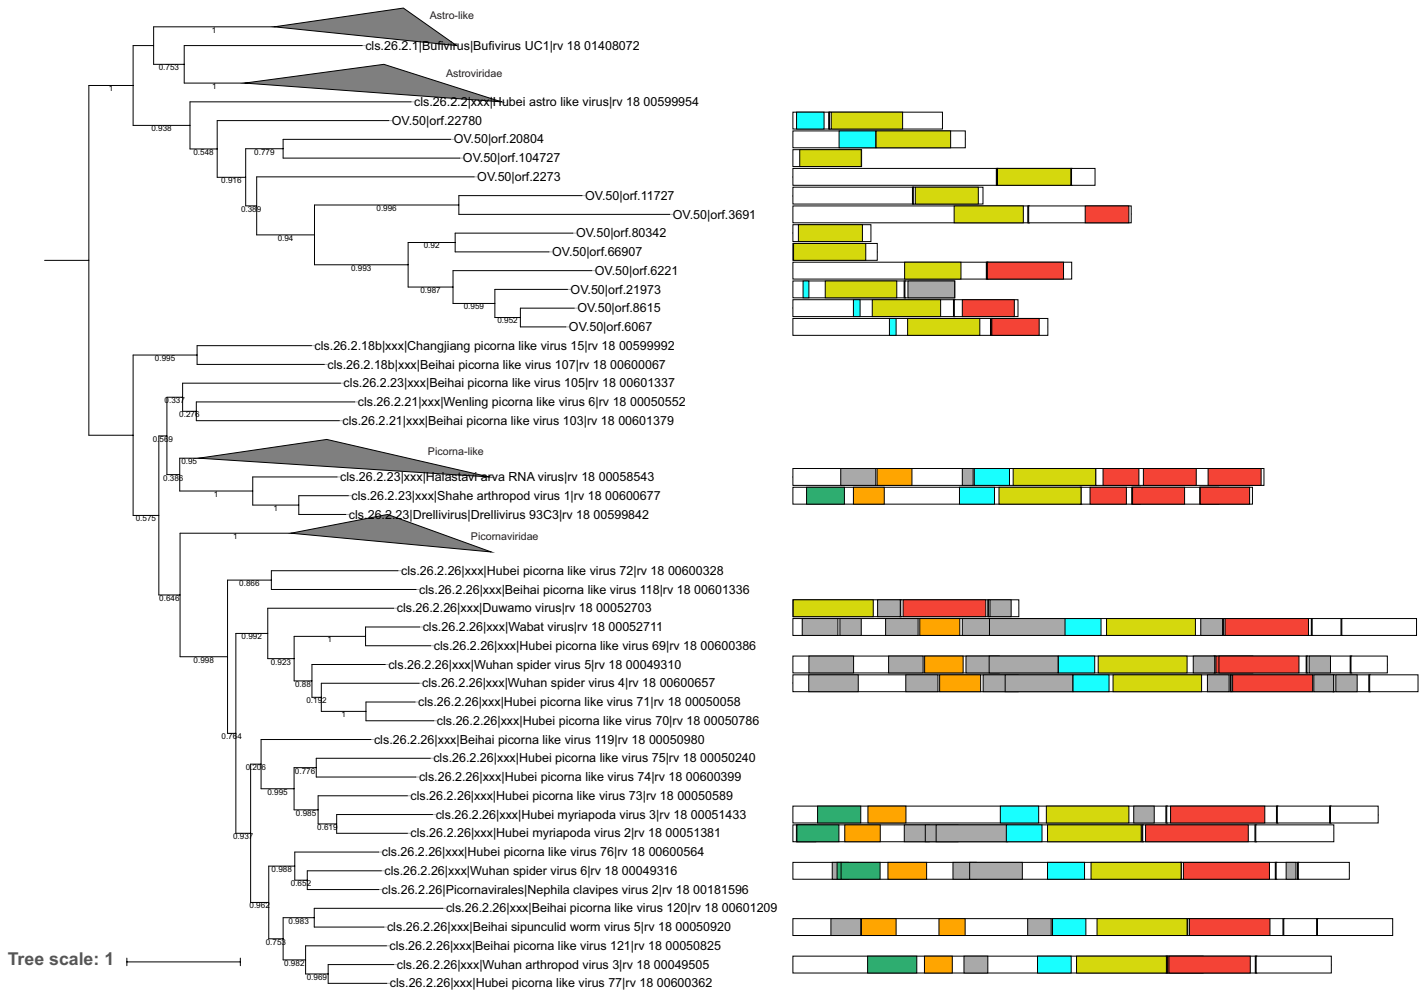 Astro-like
1
cls.26.2.1|Bufivirus|Bufivirus UC1|rv 18 01408072
0.753
Astroviridae
1
1
cls.26.2.2|xxx|Hubei astro like virus|rv 18 00599954
0.938
OV.50|orf.22780
OV.50|orf.20804
0.779
0.548
OV.50|orf.104727
OV.50|orf.2273
0.916
OV.50|orf.11727
0.996
0.389
OV.50|orf.3691
OV.50|orf.80342
0.94
0.92
OV.50|orf.66907
0.993
OV.50|orf.6221
0.987
OV.50|orf.21973
0.959
OV.50|orf.8615
0.952
OV.50|orf.6067
cls.26.2.18b|xxx|Changjiang picorna like virus 15|rv 18 00599992
0.995
cls.26.2.18b|xxx|Beihai picorna like virus 107|rv 18 00600067
cls.26.2.23|xxx|Beihai picorna like virus 105|rv 18 00601337
0.337
cls.26.2.21|xxx|Wenling picorna like virus 6|rv 18 00050552
0.276
cls.26.2.21|xxx|Beihai picorna like virus 103|rv 18 00601379
0.569
Picorna-like
0.95
0.386
cls.26.2.23|xxx|Halastavi arva RNA virus|rv 18 00058543
1
cls.26.2.23|xxx|Shahe arthropod virus 1|rv 18 00600677
1
cls.26.2.23|Drellivirus|Drellivirus 93C3|rv 18 00599842
0.575
1
Picornaviridae
cls.26.2.26|xxx|Hubei picorna like virus 72|rv 18 00600328
0.866
cls.26.2.26|xxx|Beihai picorna like virus 118|rv 18 00601336
0.646
cls.26.2.26|xxx|Duwamo virus|rv 18 00052703
cls.26.2.26|xxx|Wabat virus|rv 18 00052711
0.992
1
cls.26.2.26|xxx|Hubei picorna like virus 69|rv 18 00600386
0.923
0.998
cls.26.2.26|xxx|Wuhan spider virus 5|rv 18 00049310
0.88
cls.26.2.26|xxx|Wuhan spider virus 4|rv 18 00600657
0.192
cls.26.2.26|xxx|Hubei picorna like virus 71|rv 18 00050058
1
cls.26.2.26|xxx|Hubei picorna like virus 70|rv 18 00050786
0.764
cls.26.2.26|xxx|Beihai picorna like virus 119|rv 18 00050980
cls.26.2.26|xxx|Hubei picorna like virus 75|rv 18 00050240
0.206
0.776
cls.26.2.26|xxx|Hubei picorna like virus 74|rv 18 00600399
0.995
cls.26.2.26|xxx|Hubei picorna like virus 73|rv 18 00050589
0.985
cls.26.2.26|xxx|Hubei myriapoda virus 3|rv 18 00051433
0.619
cls.26.2.26|xxx|Hubei myriapoda virus 2|rv 18 00051381
0.937
cls.26.2.26|xxx|Hubei picorna like virus 76|rv 18 00600564
0.988
cls.26.2.26|xxx|Wuhan spider virus 6|rv 18 00049316
0.652
cls.26.2.26|Picornavirales|Nephila clavipes virus 2|rv 18 00181596
0.962
cls.26.2.26|xxx|Beihai picorna like virus 120|rv 18 00601209
0.983
cls.26.2.26|xxx|Beihai sipunculid worm virus 5|rv 18 00050920
0.753
cls.26.2.26|xxx|Beihai picorna like virus 121|rv 18 00050825
0.982
cls.26.2.26|xxx|Wuhan arthropod virus 3|rv 18 00049505
0.969
cls.26.2.26|xxx|Hubei picorna like virus 77|rv 18 00600362
Tree scale: 1